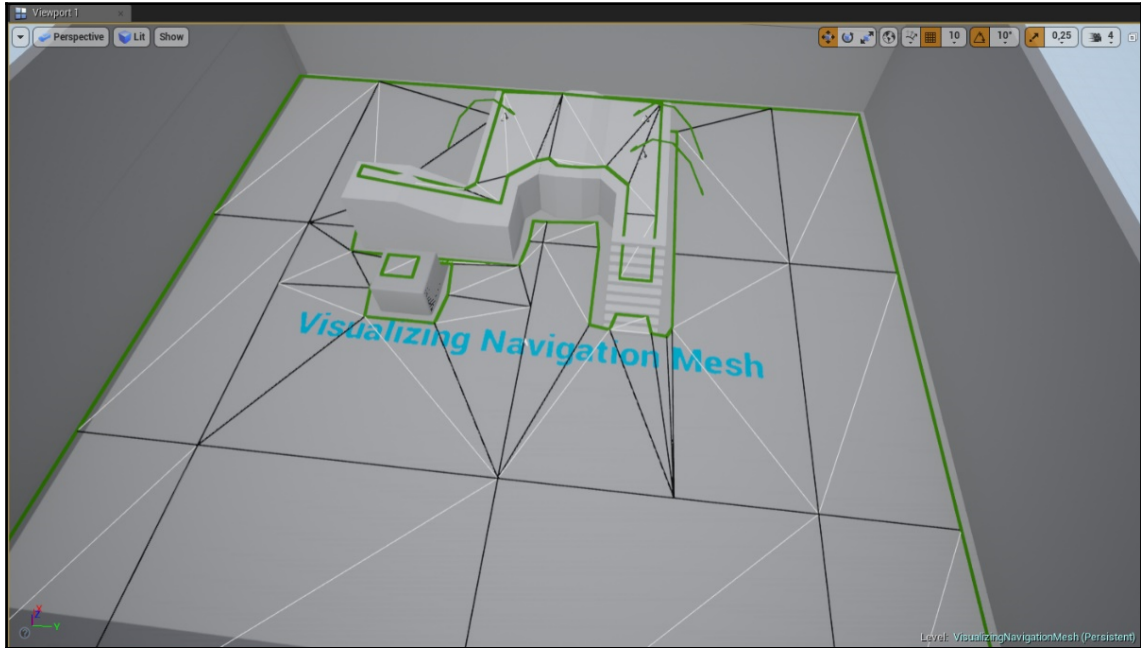 Viewport 1
Perspective Lit Show 10 10° 0,25 4
Visualizing Navigation Mesh
X
Z
Y
Level: VisualizingNavigationMesh (Persistent)